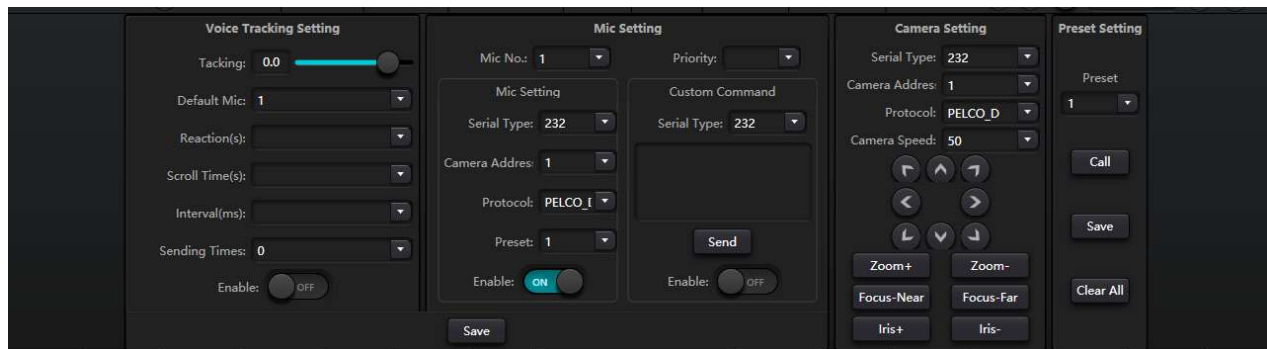 Voice Tracking Setting
Tacking: 0.0
Default Mic: 1
Reaction(s):
Scroll Time(s):
Interval(ms):
Sending Times: 0
Enable: OFF
Mic Setting
Mic No.: 1
Priority:
Mic Setting
Serial Type: 232
Camera Addres:
1
Protocol: PELCO_
Preset: 1
Enable: ON
Custom Command
Serial Type: 232
Send
Enable: OFF
Save
Camera Setting
Serial Type: 232
Camera Addres: 1
Protocol: PELCO_D
Camera Speed: 50
Zoom+ Zoom-
Focus-Near Focus-Far
Iris+ Iris-
Preset Setting
Preset
1
Call
Save
Clear All